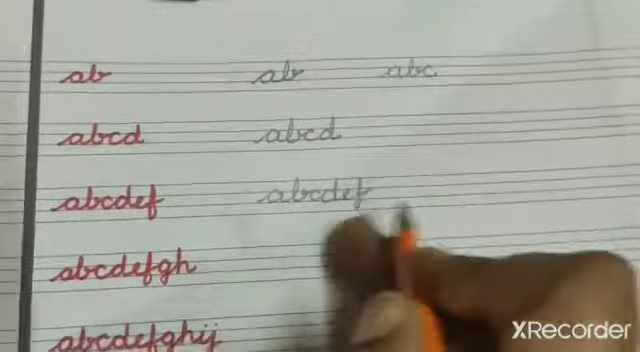 ab ab abc
abcd abcd
abcdef abcdef
abcdefgh
abcdefghij
XRecorder